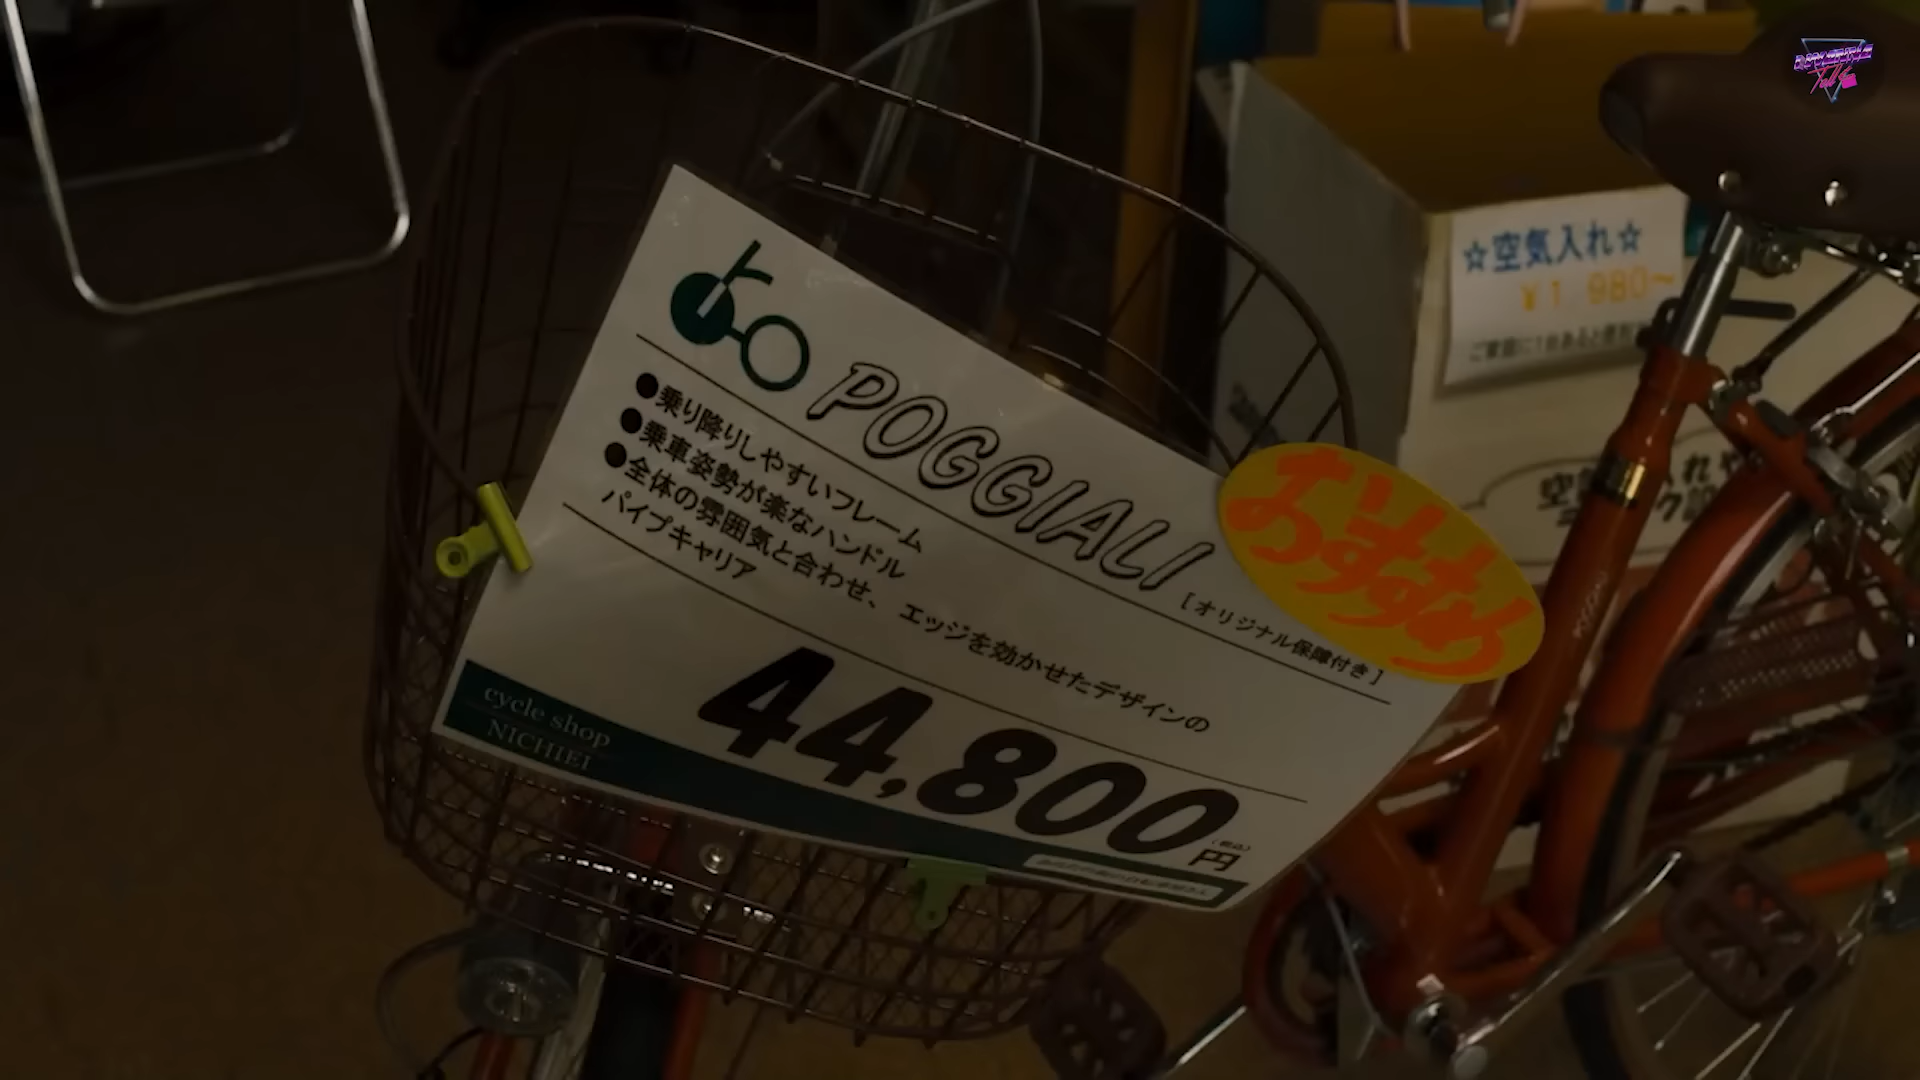 ☆空気入れ☆
¥1,980～
POGGIALI
[オリジナル保障付き]
おすすめ
●乗り降りしやすいフレーム
●乗車姿勢が楽なハンドル
●全体の雰囲気と合わせ、エッジを効かせたデザインの
パイプキャリア
44,800円
(税込)
cycle shop
NICHIEI